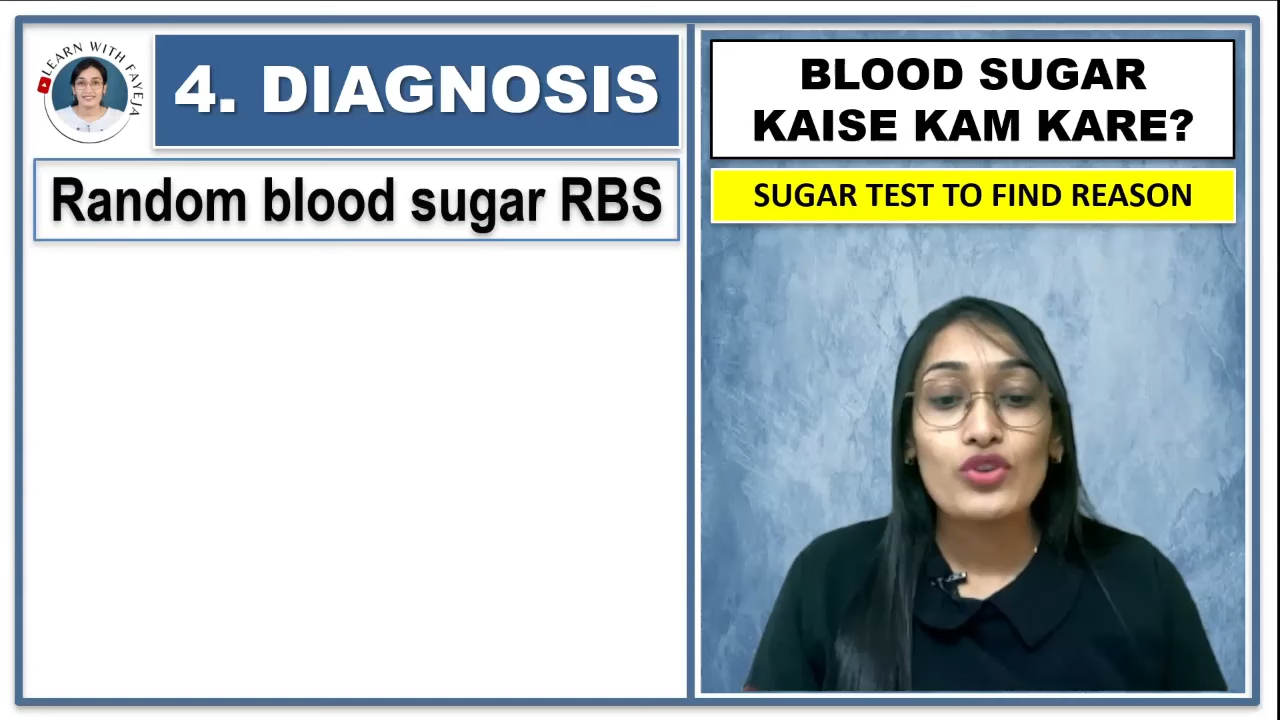 LEARN WITH FAYEJA
4. DIAGNOSIS
Random blood sugar RBS
BLOOD SUGAR
KAISE KAM KARE?
SUGAR TEST TO FIND REASON